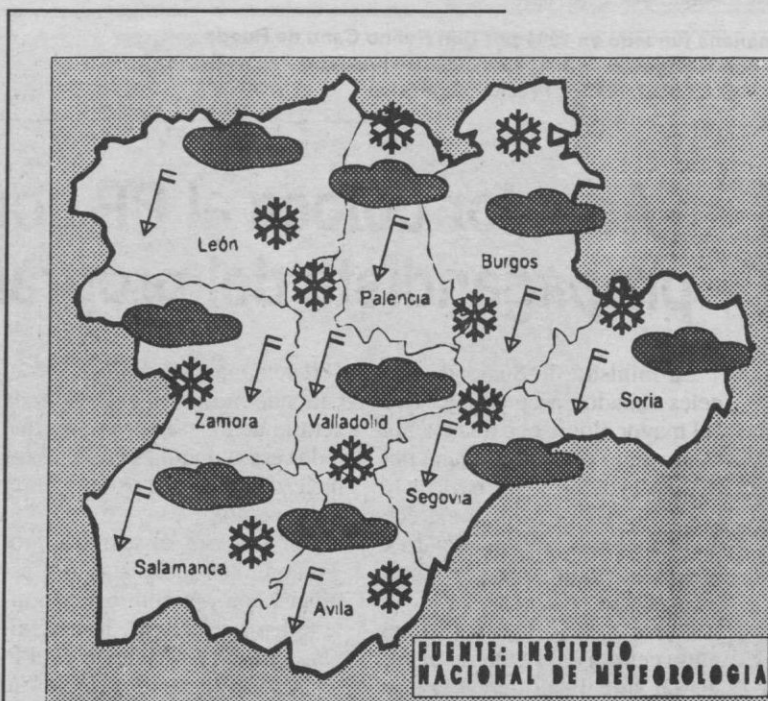 León
Palencia
Burgos
Zamora
Valladolid
Soria
Segovia
Salamanca
Avila
FUENTE: INSTITUTO
NACIONAL DE METEOROLOGIA